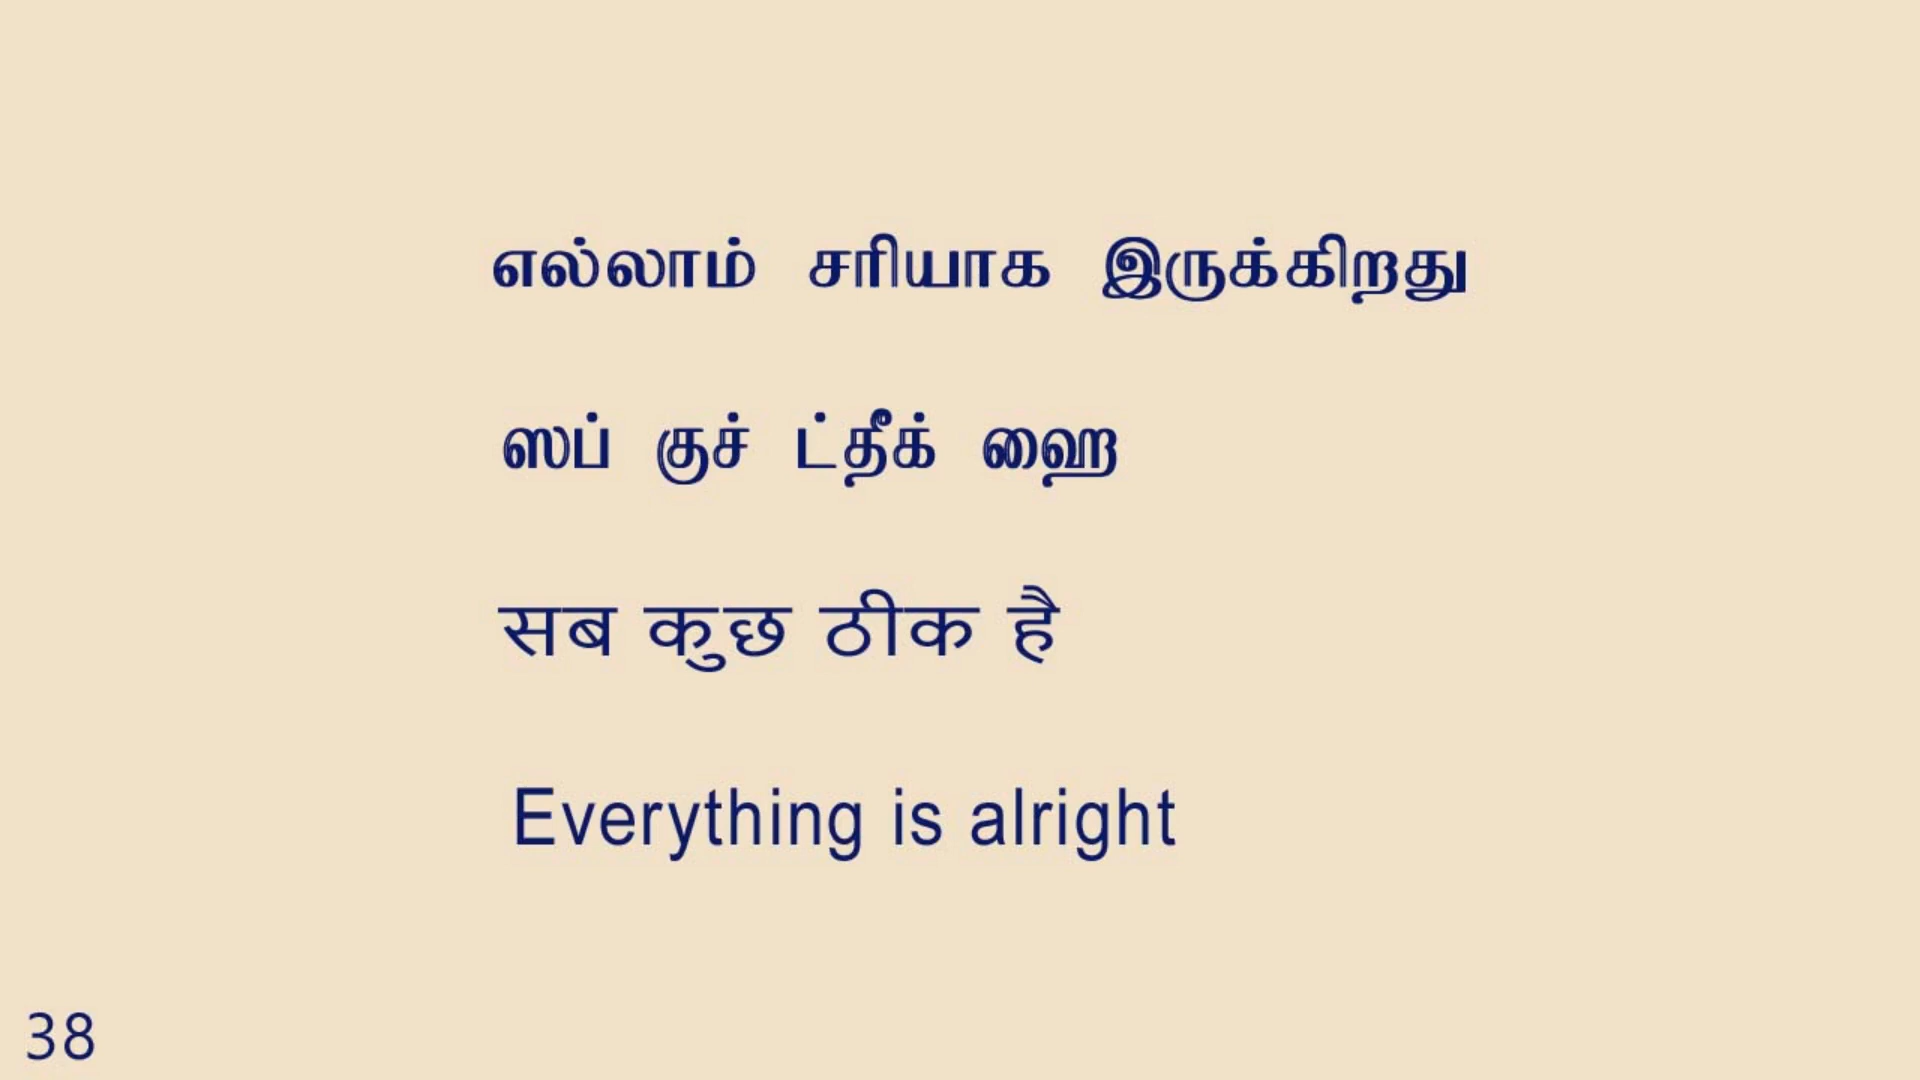 எல்லாம் சரியாக இருக்கிறது
ஸப் குச் ட்தீக் ஹை
सब कुछ ठीक है
Everything is alright
38